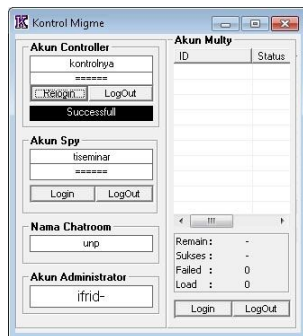 Kontrol Migme
Akun Controller
kontrolnya
======
Relogin LogOut
Successfull
Akun Spy
tiseminar
======
Login LogOut
Nama Chatroom
unp
Akun Administrator
ifrid-
Akun Multy
ID Status
Remain : -
Sukses : -
Failed : 0
Load : 0
Login LogOut